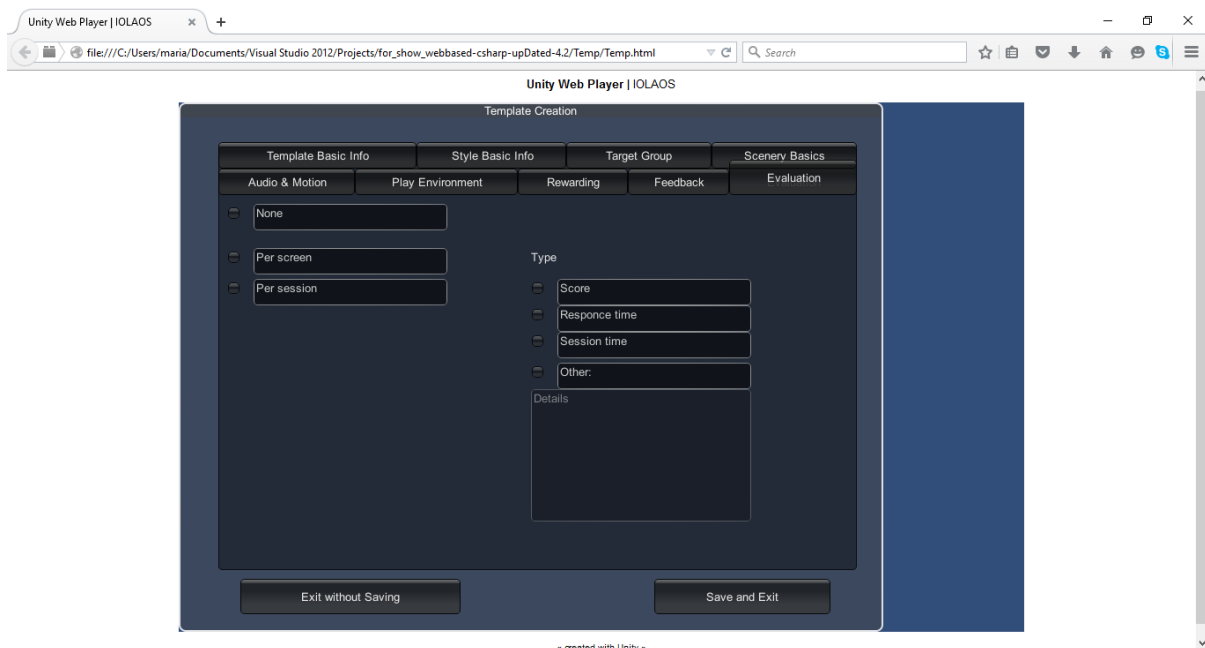 Unity Web Player | IOLAOS
file:///C:/Users/maria/Documents/Visual Studio 2012/Projects/for_show_webbased-csharp-upDated-4.2/Temp/Temp.html
Search
Unity Web Player | IOLAOS
Template Creation
Template Basic Info
Style Basic Info
Target Group
Scenery Basics
Audio & Motion
Play Environment
Rewarding
Feedback
Evaluation
None
Per screen
Per session
Type
Score
Responce time
Session time
Other:
Details
Exit without Saving
Save and Exit
« created with Unity »